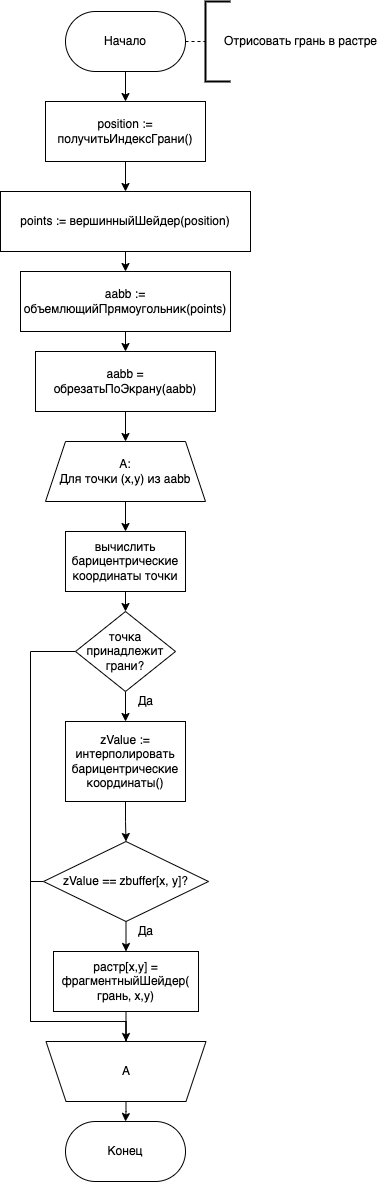 Начало
Отрисовать грань в растре
position :=
получитьИндексГрани()
points := вершинныйШейдер(position)
aabb :=
объемлющийПрямоугольник(points)
aabb =
обрезатьПоЭкрану(aabb)
А:
Для точки (x,y) из aabb
вычислить
барицентрические
координаты точки
точка
принадлежит
грани?
Да
zValue :=
интерполировать
барицентрические
координаты()
zValue == zbuffer[x, y]?
Да
растр[x,y] =
фрагментныйШейдер(
грань, x,y)
А
Конец